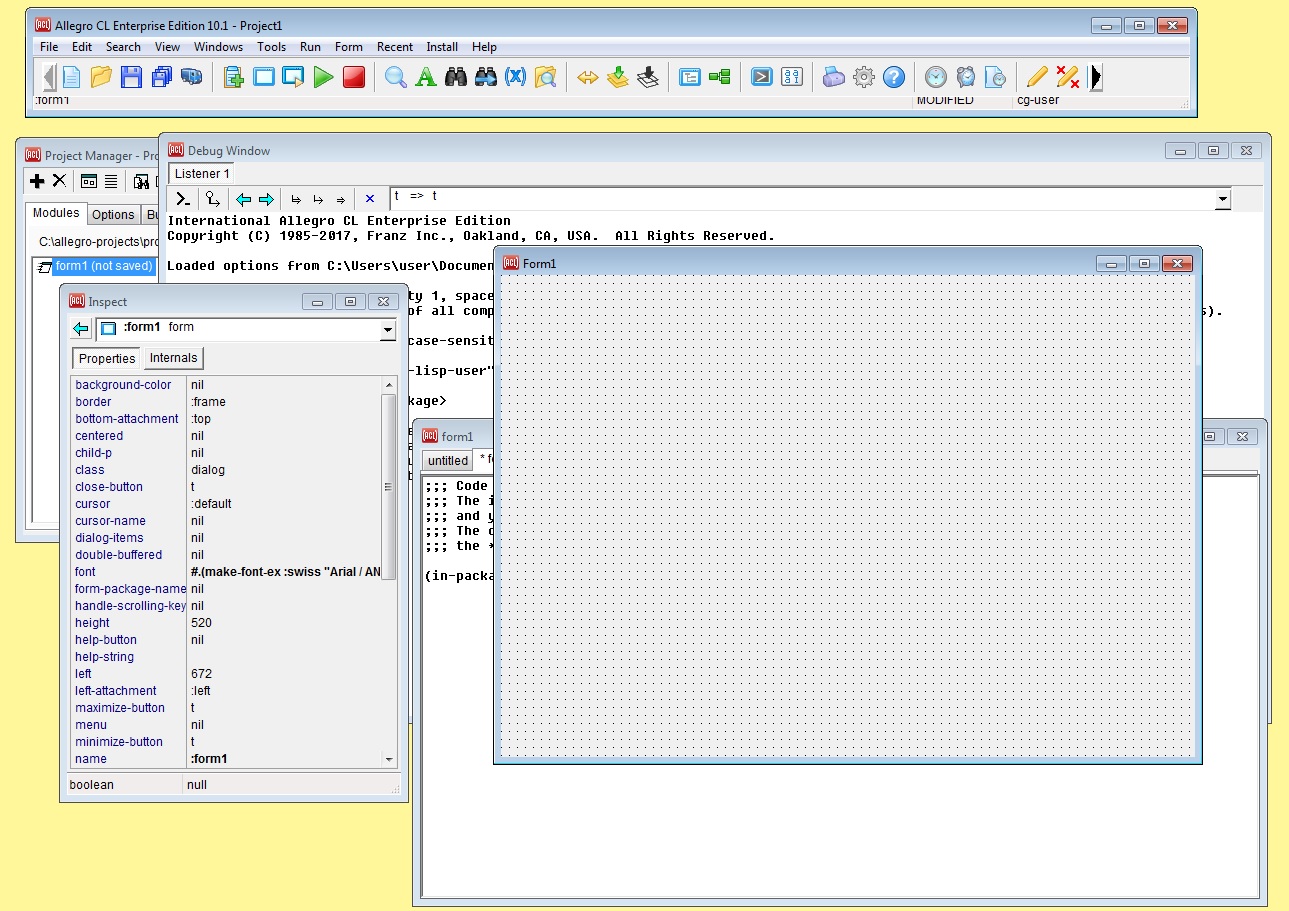 Allegro CL Enterprise Edition 10.1 - Project1
File Edit Search View Windows Tools Run Form Recent Install Help
:form1 MODIFIED cg-user
Project Manager - Pro
Modules Options Bu
C:\allegro-projects\pro
form1 (not saved)
Debug Window
Listener 1
t => t
International Allegro CL Enterprise Edition
Copyright (C) 1985-2017, Franz Inc., Oakland, CA, USA. All Rights Reserved.
Loaded options from C:\Users\user\Documen
ty 1, space
of all comp s).
case-sensit
-lisp-user"
kage>
Inspect
:form1 form
Properties Internals
background-color nil
border :frame
bottom-attachment :top
centered nil
child-p nil
class dialog
close-button t
cursor :default
cursor-name nil
dialog-items nil
double-buffered nil
font #.(make-font-ex :swiss "Arial / AN
form-package-name nil
handle-scrolling-key nil
height 520
help-button nil
help-string
left 672
left-attachment :left
maximize-button t
menu nil
minimize-button t
name :form1
boolean null
form1
untitled * f
;;; Code
;;; The i
;;; and y
;;; The
;;; the *
(in-packa
Form1